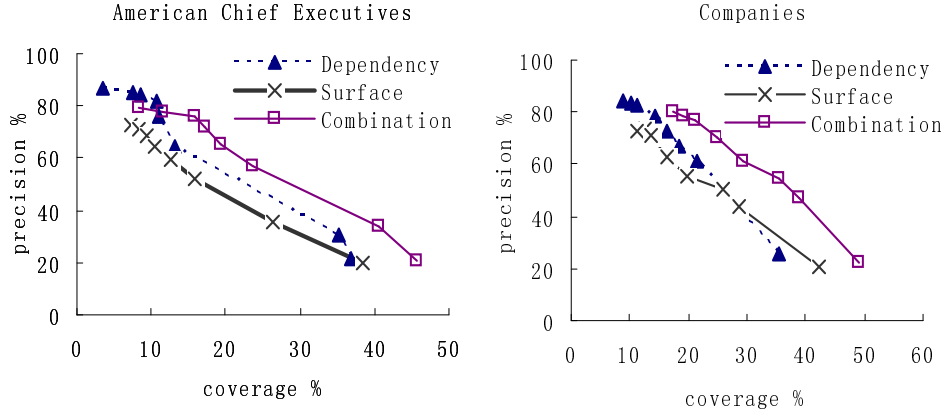 American Chief Executives
100
80
60
40
20
0
precision %
Dependency
Surface
Combination
0 10 20 30 40 50
coverage %
Companies
100
80
60
40
20
0
precision %
Dependency
Surface
Combination
0 10 20 30 40 50 60
coverage %